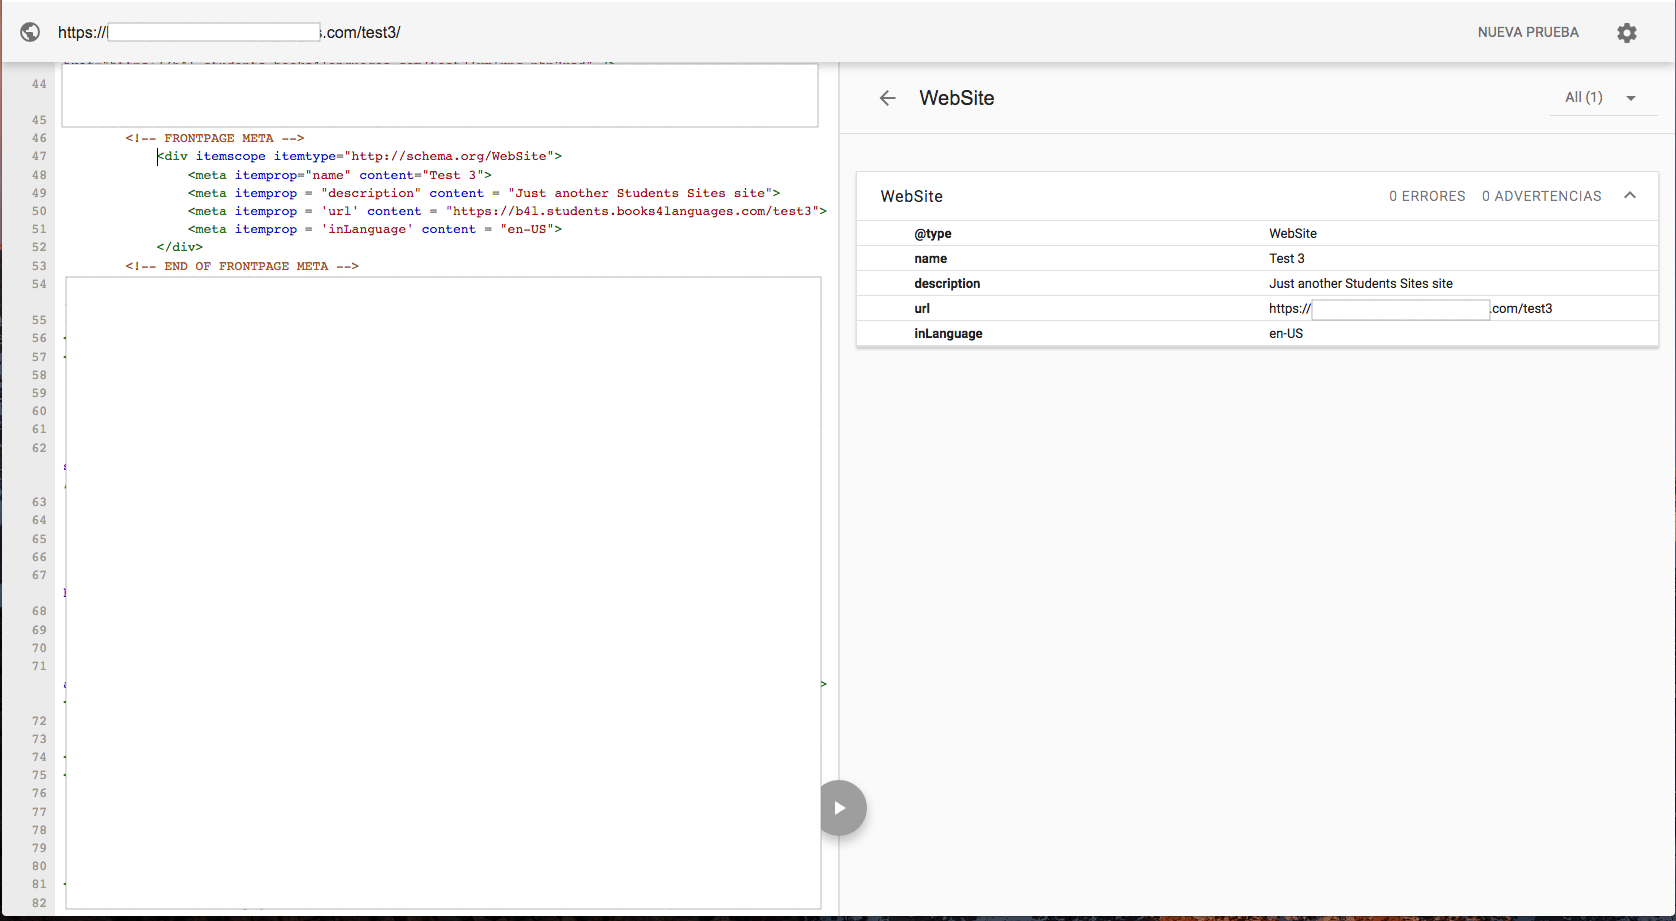 https:// s.com/test3/
NUEVA PRUEBA
44
45
46 <!-- FRONTPAGE META -->
47 <div itemscope itemtype="http://schema.org/WebSite">
48 <meta itemprop="name" content="Test 3">
49 <meta itemprop = "description" content = "Just another Students Sites site">
50 <meta itemprop = 'url' content = "https://b4l.students.books4languages.com/test3">
51 <meta itemprop = 'inLanguage' content = "en-US">
52 </div>
53 <!-- END OF FRONTPAGE META -->
54
55
56
57
58
59
60
61
62
63
64
65
66
67
68
69
70
71
72
73
74
75
76
77
78
79
80
81
82
WebSite
All (1)
WebSite 0 ERRORES 0 ADVERTENCIAS
@type WebSite
name Test 3
description Just another Students Sites site
url https:// .com/test3
inLanguage en-US